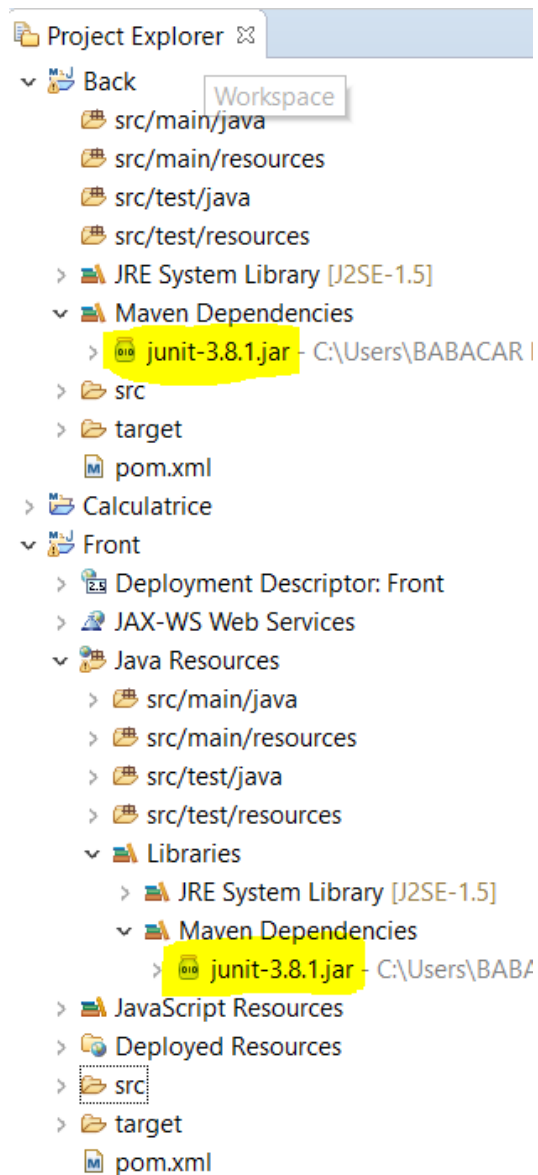 Project Explorer
Back
Workspace
src/main/java
src/main/resources
src/test/java
src/test/resources
JRE System Library [J2SE-1.5]
Maven Dependencies
junit-3.8.1.jar - C:\Users\BABACAR
src
target
pom.xml
Calculatrice
Front
2.5 Deployment Descriptor: Front
JAX-WS Web Services
Java Resources
src/main/java
src/main/resources
src/test/java
src/test/resources
Libraries
JRE System Library [J2SE-1.5]
Maven Dependencies
junit-3.8.1.jar - C:\Users\BABA
JavaScript Resources
Deployed Resources
src
target
pom.xml